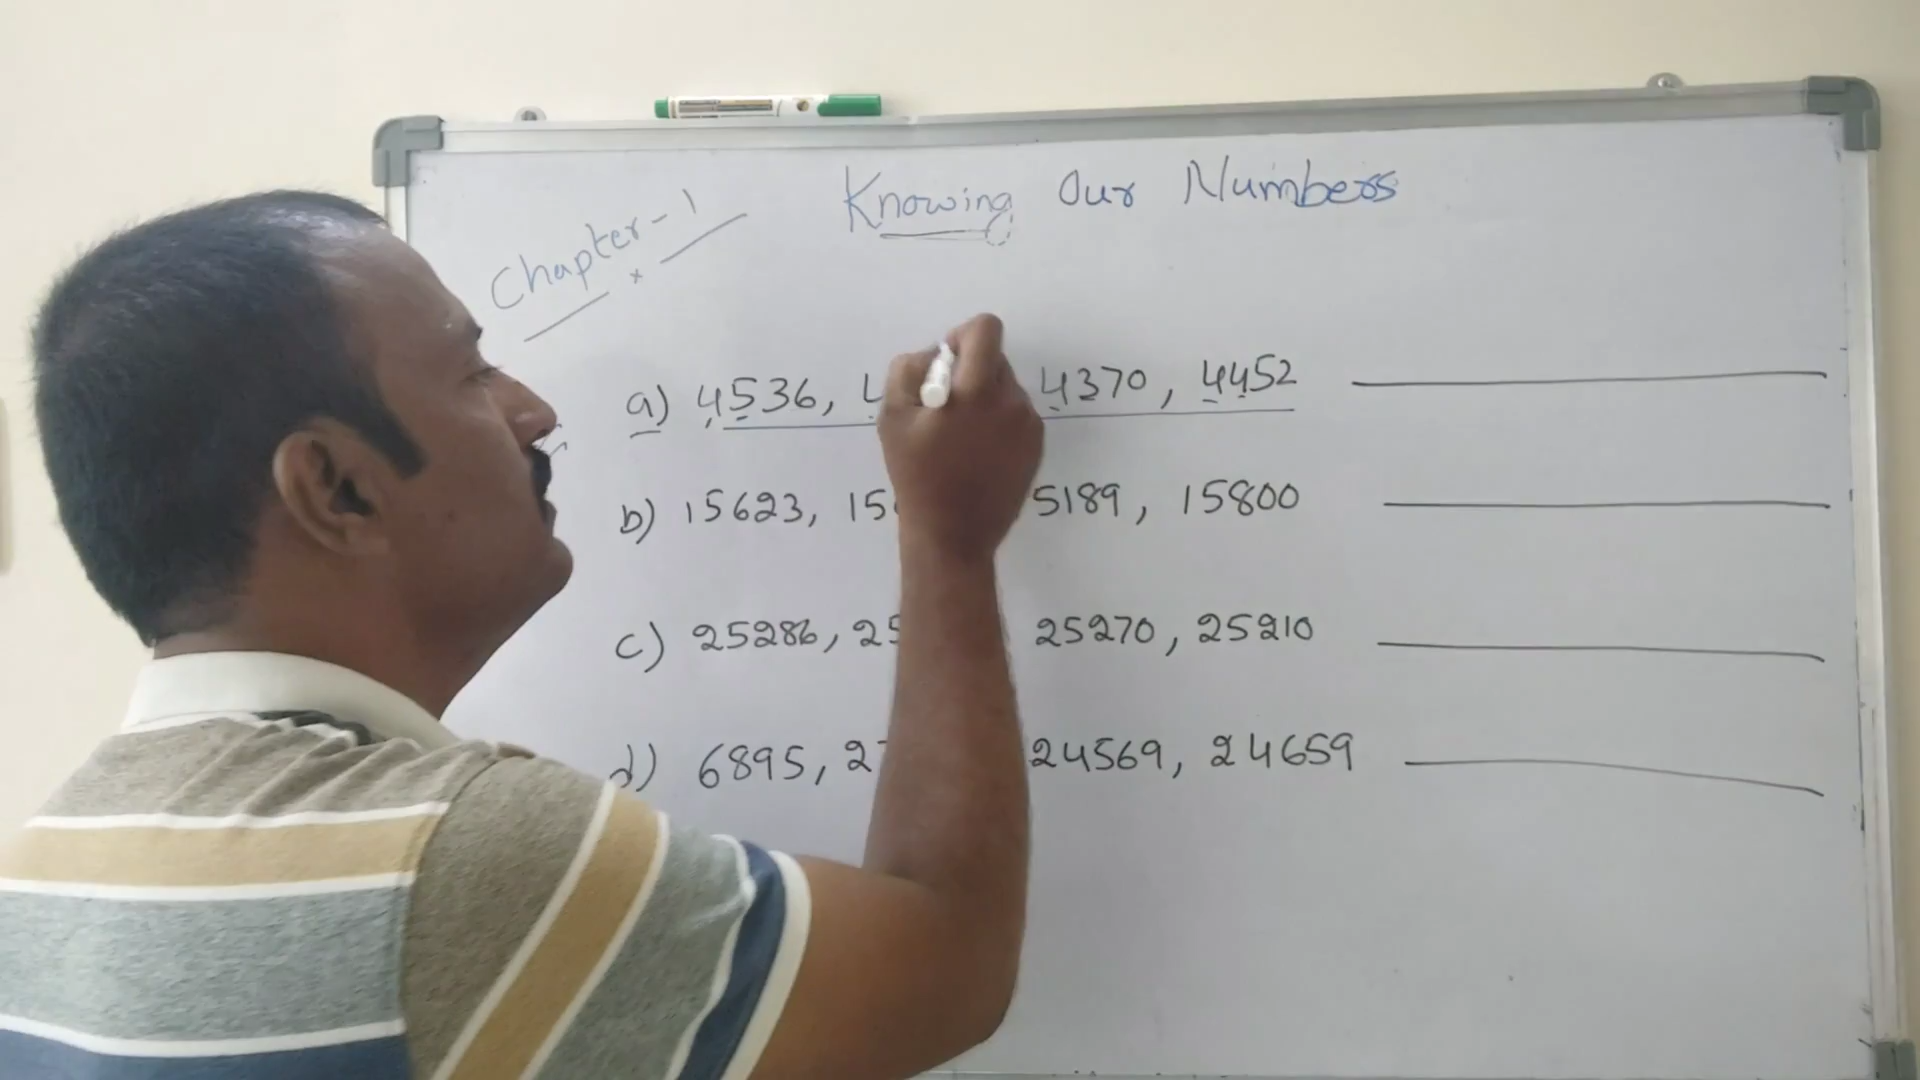 Knowing Our Numbers
Chapter-1
a) 4536, 4370, 4452
b) 15623, 5189, 15800
c) 25286, 25270, 25210
d) 6895, 24569, 24659